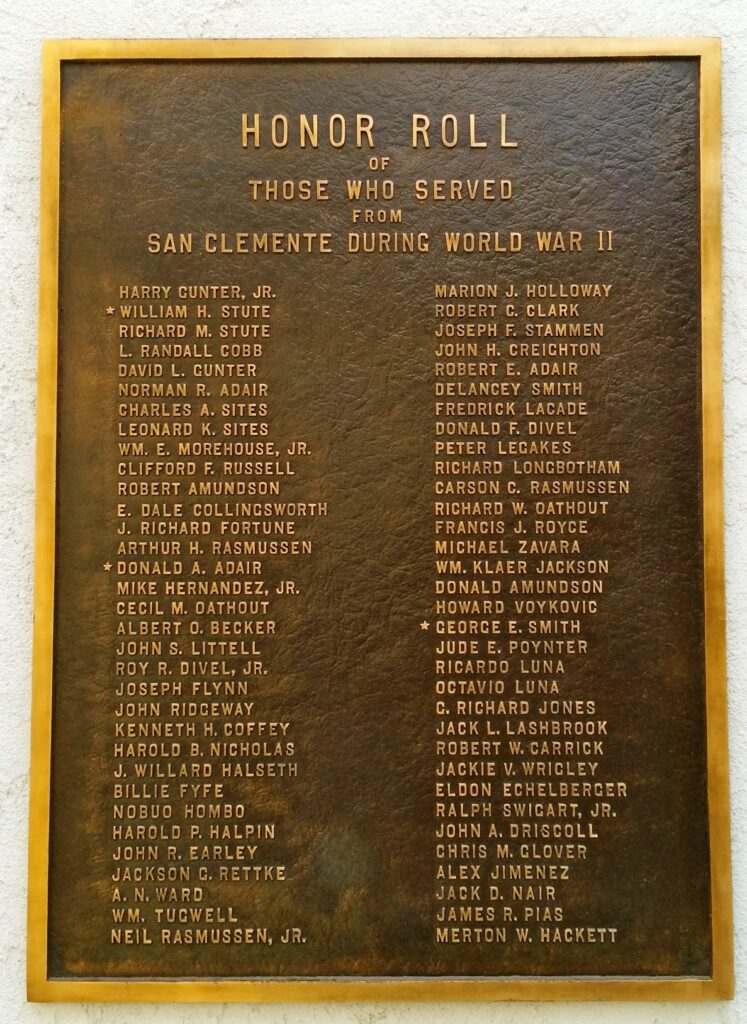 HONOR ROLL
OF
THOSE WHO SERVED
FROM
SAN CLEMENTE DURING WORLD WAR II
HARRY GUNTER, JR.
★ WILLIAM H. STUTE
RICHARD M. STUTE
L. RANDALL COBB
DAVID L. GUNTER
NORMAN R. ADAIR
CHARLES A. SITES
LEONARD K. SITES
WM. E. MOREHOUSE, JR.
CLIFFORD F. RUSSELL
ROBERT AMUNDSON
E. DALE COLLINGSWORTH
J. RICHARD FORTUNE
ARTHUR H. RASMUSSEN
★ DONALD A. ADAIR
MIKE HERNANDEZ, JR.
CECIL M. OATHOUT
ALBERT O. BECKER
JOHN S. LITTELL
ROY R. DIVEL, JR.
JOSEPH FLYNN
JOHN RIDGEWAY
KENNETH H. COFFEY
HAROLD B. NICHOLAS
J. WILLARD HALSETH
BILLIE FYFE
NOBUO HOMBO
HAROLD P. HALPIN
JOHN R. EARLEY
JACKSON G. RETTKE
A. N. WARD
WM. TUGWELL
NEIL RASMUSSEN, JR.
MARION J. HOLLOWAY
ROBERT C. CLARK
JOSEPH F. STAMMEN
JOHN H. CREIGHTON
ROBERT E. ADAIR
DELANCEY SMITH
FREDRICK LACADE
DONALD F. DIVEL
PETER LEGAKES
RICHARD LONGBOTHAM
CARSON C. RASMUSSEN
RICHARD W. OATHOUT
FRANCIS J. ROYCE
MICHAEL ZAVARA
WM. KLAER JACKSON
DONALD AMUNDSON
HOWARD VOYKOVIC
★ GEORGE E. SMITH
JUDE E. POYNTER
RICARDO LUNA
OCTAVIO LUNA
G. RICHARD JONES
JACK L. LASHBROOK
ROBERT W. CARRICK
JACKIE V. WRIGLEY
ELDON ECHELBERGER
RALPH SWIGART, JR.
JOHN A. DRISCOLL
CHRIS M. GLOVER
ALEX JIMENEZ
JACK D. NAIR
JAMES R. PIAS
MERTON W. HACKETT